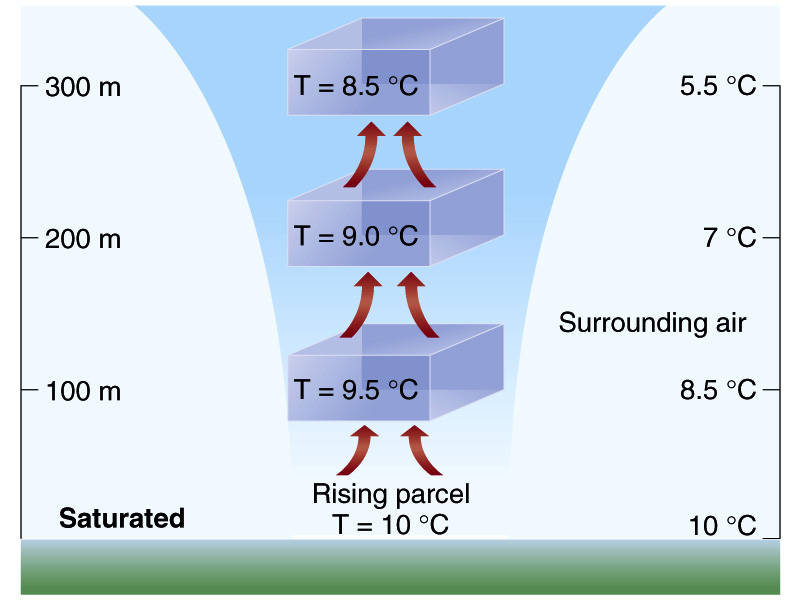 300 m
T = 8.5 °C
5.5 °C
200 m
T = 9.0 °C
7 °C
Surrounding air
100 m
T = 9.5 °C
8.5 °C
Rising parcel
T = 10 °C
Saturated
10 °C